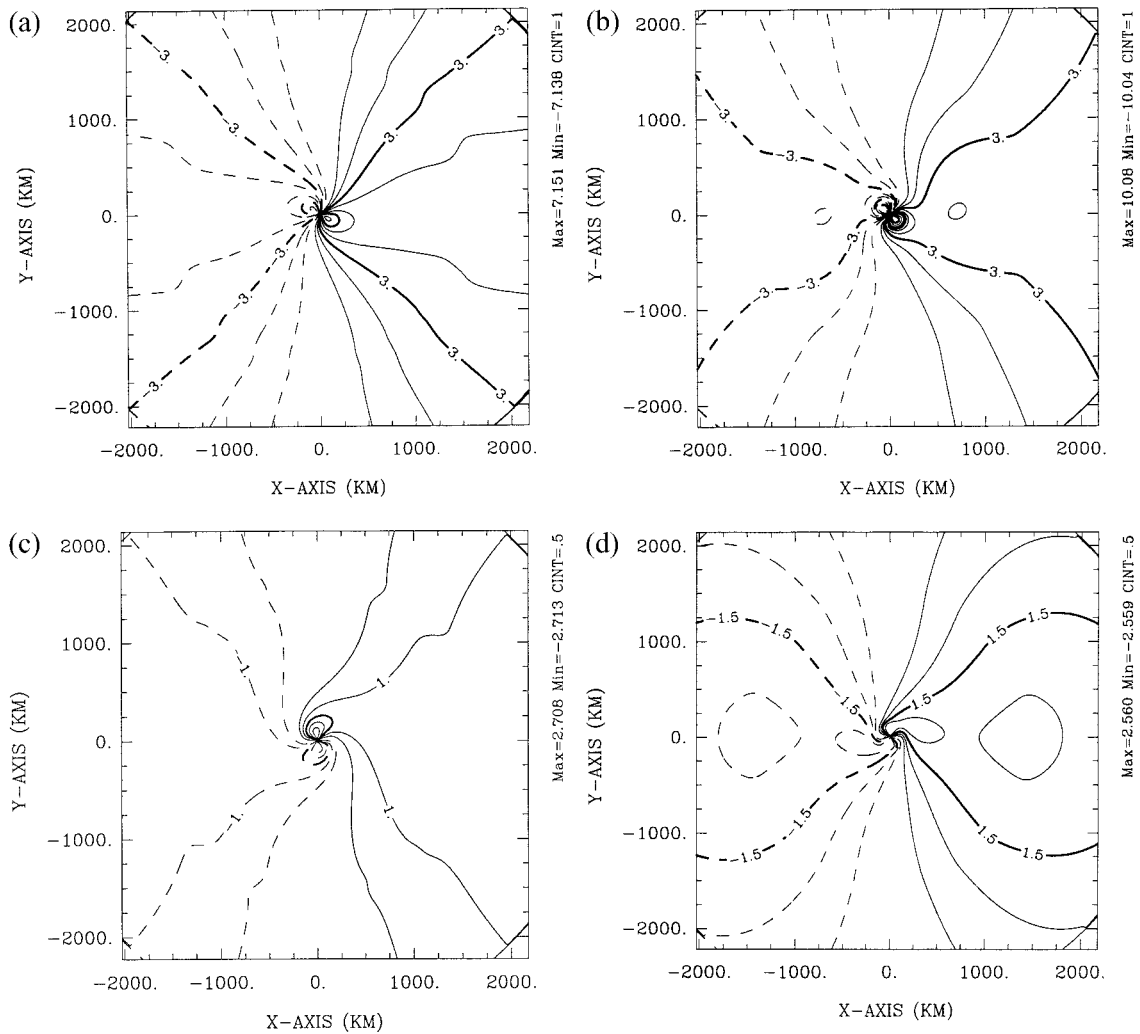 (a)
2000.
1000.
0.
-1000.
-2000.
Y-AXIS (KM)
-2000. -1000. 0. 1000. 2000.
X-AXIS (KM)
-3.
3.
-3.
-3.
3.
-3.
3.
3.
Max=7.151 Min=-7.138 CINT=1
(b)
2000.
1000.
0.
-1000.
-2000.
Y-AXIS (KM)
-2000. -1000. 0. 1000. 2000.
X-AXIS (KM)
-3.
3.
-3.
3.
-3.
-3.
-3.
3.
3.
Max=10.08 Min=-10.04 CINT=1
(c)
2000.
1000.
0.
-1000.
-2000.
Y-AXIS (KM)
-2000. -1000. 0. 1000. 2000.
X-AXIS (KM)
-1.
1.
-1.
1.
Max=2.708 Min=-2.713 CINT=.5
(d)
2000.
1000.
0.
-1000.
-2000.
Y-AXIS (KM)
-2000. -1000. 0. 1000. 2000.
X-AXIS (KM)
-1.5
-1.5
1.5
1.5
-1.5
1.5
-1.5
-1.5
1.5
1.5
Max=2.560 Min=-2.559 CINT=.5